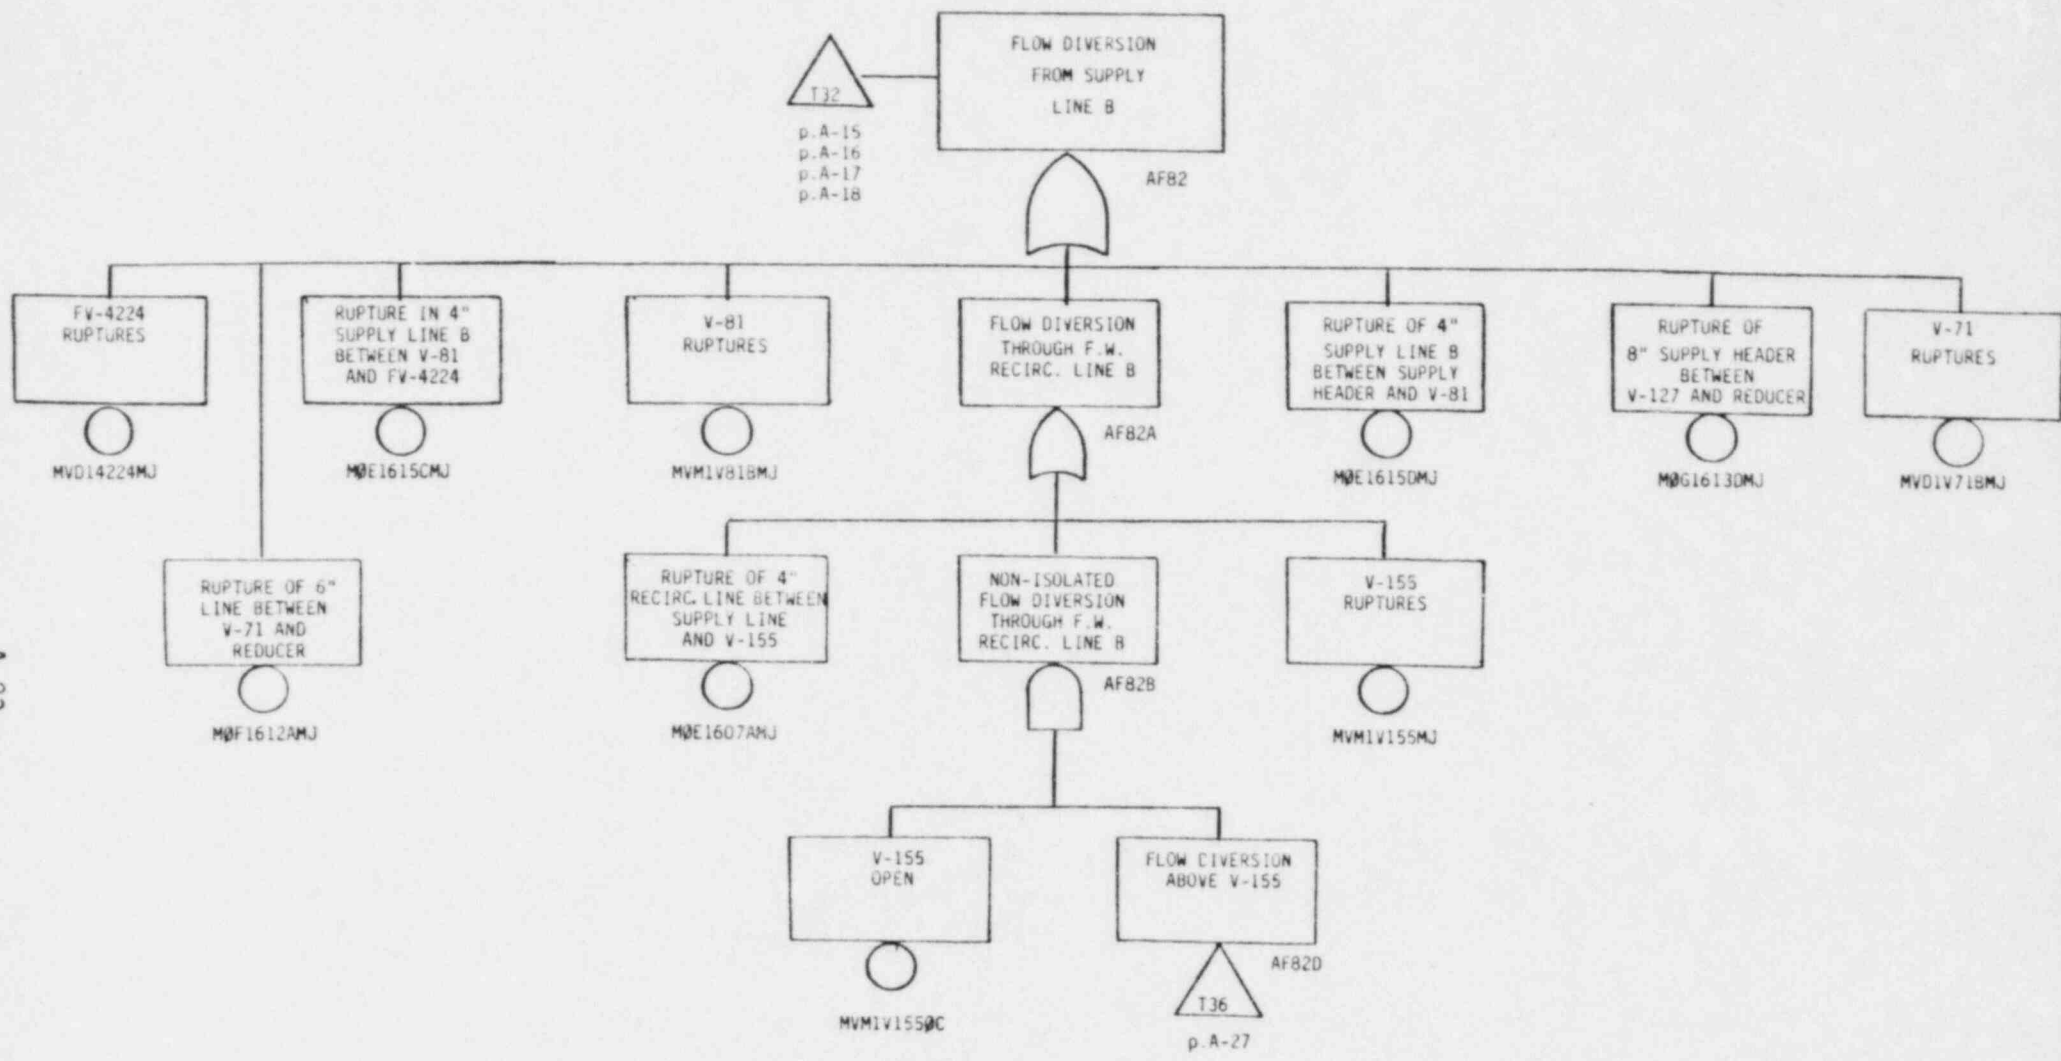 FLOW DIVERSION
FROM SUPPLY
LINE B
T32
p.A-15
p.A-16
p.A-17
p.A-18
AF82
FV-4224
RUPTURES
MVD14224MJ
RUPTURE IN 4"
SUPPLY LINE B
BETWEEN V-81
AND FV-4224
MØE1615CMJ
V-81
RUPTURES
MVM1V81BMJ
FLOW DIVERSION
THROUGH F.W.
RECIRC. LINE B
AF82A
RUPTURE OF 4"
SUPPLY LINE B
BETWEEN SUPPLY
HEADER AND V-81
MØE1615DMJ
RUPTURE OF
8" SUPPLY HEADER
BETWEEN
V-127 AND REDUCER
MØG1613DMJ
V-71
RUPTURES
MVD1V71BMJ
RUPTURE OF 6"
LINE BETWEEN
V-71 AND
REDUCER
MØF1612AMJ
RUPTURE OF 4"
RECIRC. LINE BETWEEN
SUPPLY LINE
AND V-155
MØE1607AMJ
NON-ISOLATED
FLOW DIVERSION
THROUGH F.W.
RECIRC. LINE B
AF82B
V-155
RUPTURES
MVM1V155MJ
V-155
OPEN
MVM1V155ØC
FLOW DIVERSION
ABOVE V-155
AF82D
T36
p.A-27